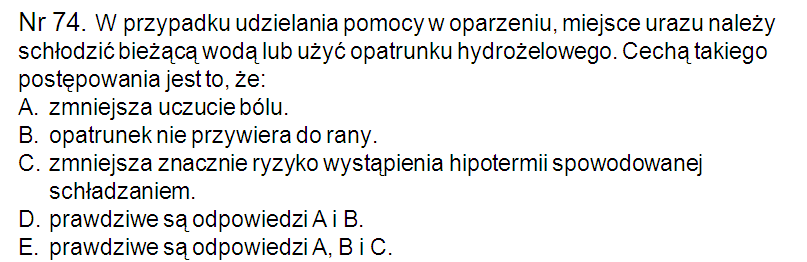 Nr 74. W przypadku udzielania pomocy w oparzeniu, miejsce urazu należy
schłodzić bieżącą wodą lub użyć opatrunku hydrożelowego. Cechą takiego
postępowania jest to, że:
A. zmniejsza uczucie bólu.
B. opatrunek nie przywiera do rany.
C. zmniejsza znacznie ryzyko wystąpienia hipotermii spowodowanej
schładzaniem.
D. prawdziwe są odpowiedzi A i B.
E. prawdziwe są odpowiedzi A, B i C.